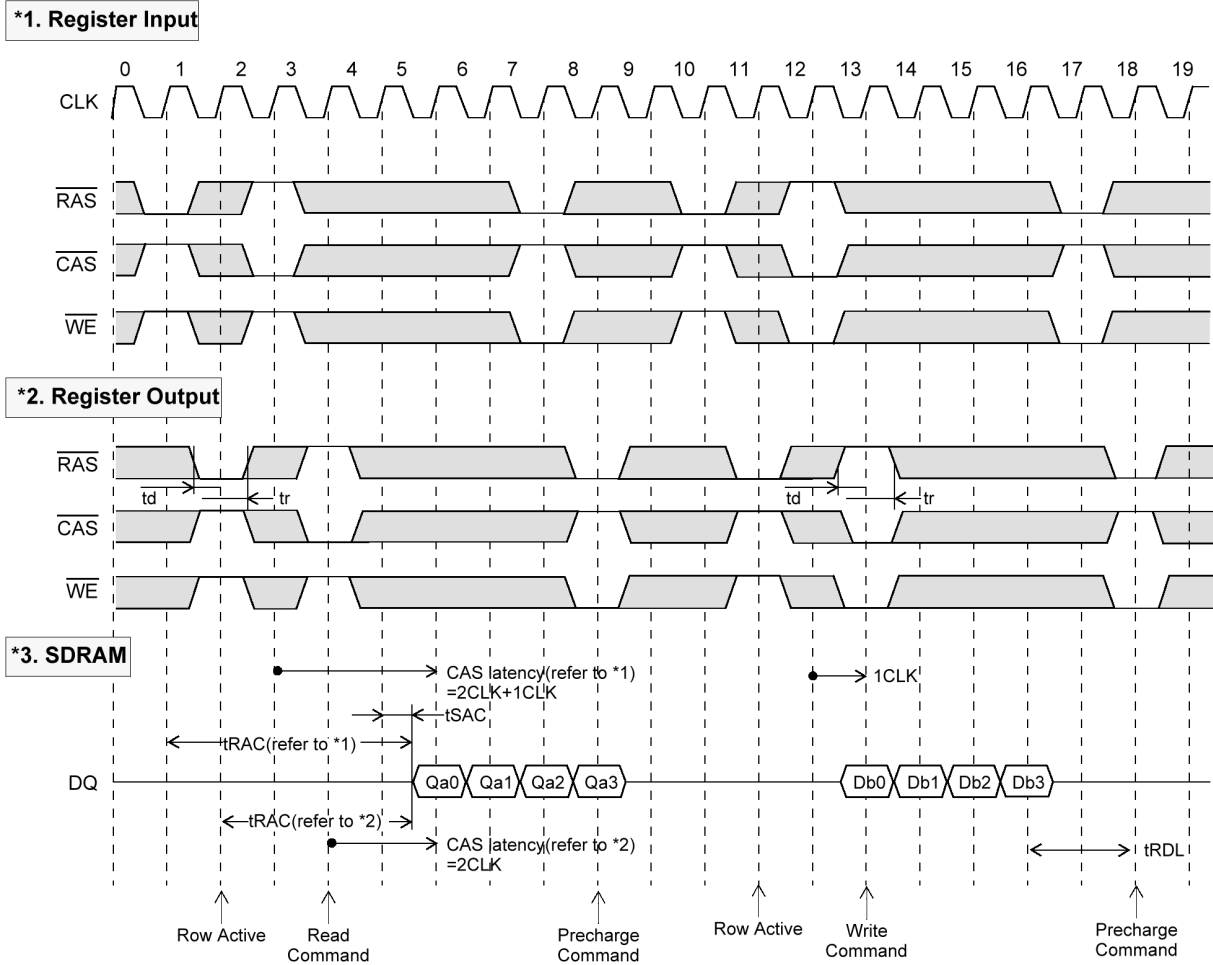 *1. Register Input
0 1 2 3 4 5 6 7 8 9 10 11 12 13 14 15 16 17 18 19
CLK
RAS
CAS
WE
*2. Register Output
RAS
td
tr
td
tr
CAS
WE
*3. SDRAM
CAS latency(refer to *1)
=2CLK+1CLK
1CLK
tSAC
tRAC(refer to *1)
DQ
Qa0 Qa1 Qa2 Qa3
Db0 Db1 Db2 Db3
tRAC(refer to *2)
CAS latency(refer to *2)
=2CLK
tRDL
Row Active
Read
Command
Precharge
Command
Row Active
Write
Command
Precharge
Command